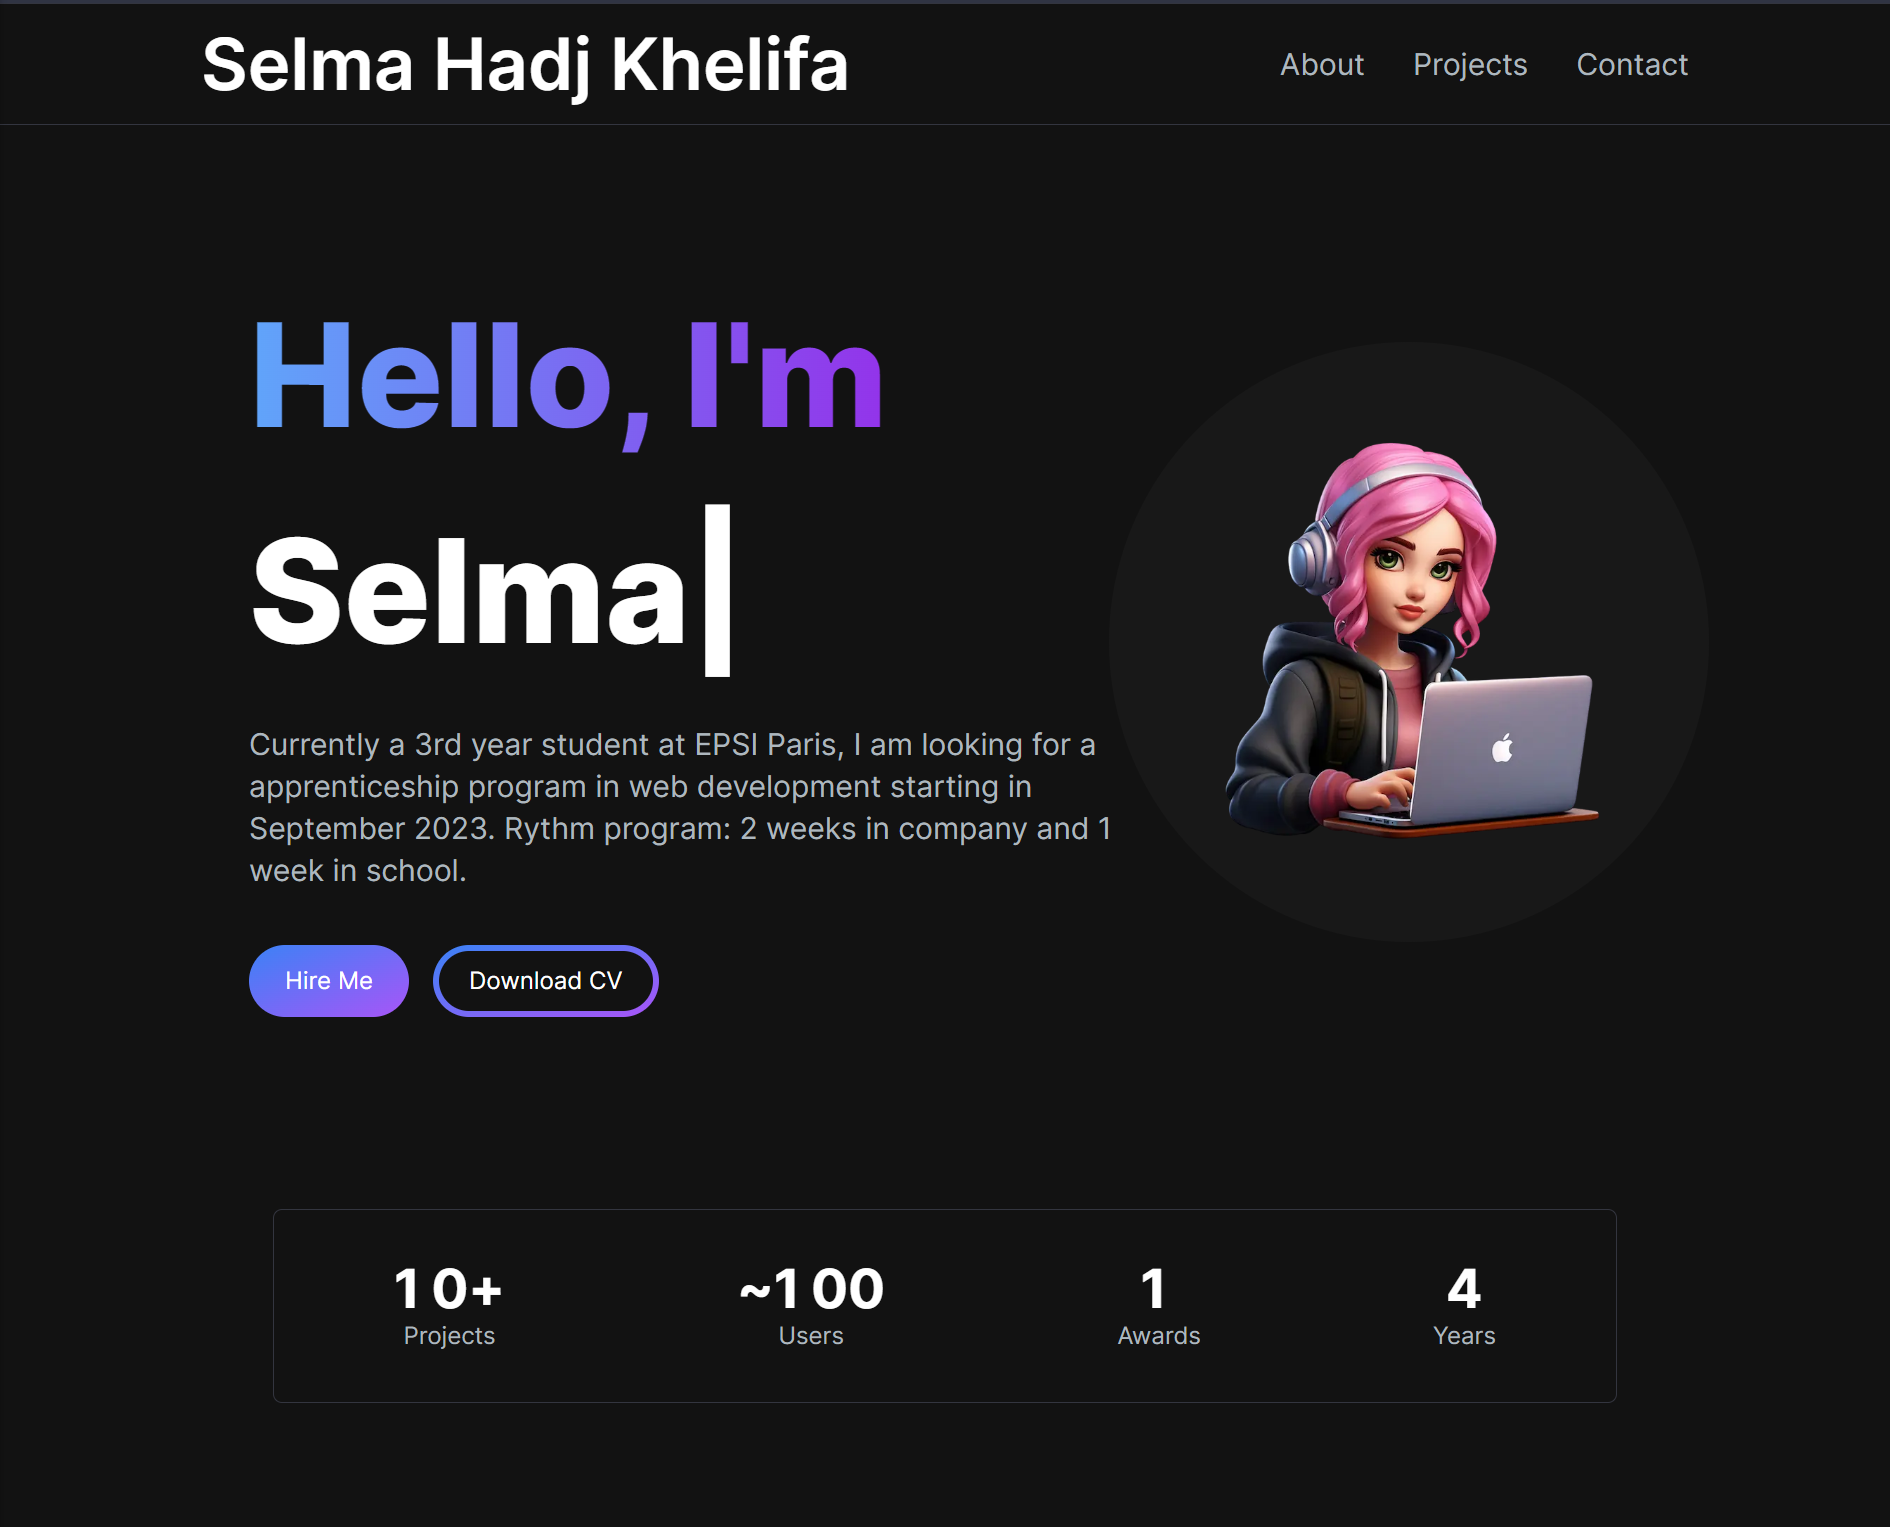 Selma Hadj Khelifa
About Projects Contact
Hello, I'm
Selma
Currently a 3rd year student at EPSI Paris, I am looking for a
apprenticeship program in web development starting in
September 2023. Rythm program: 2 weeks in company and 1
week in school.
Hire Me Download CV
10+ ~100 1 4
Projects Users Awards Years